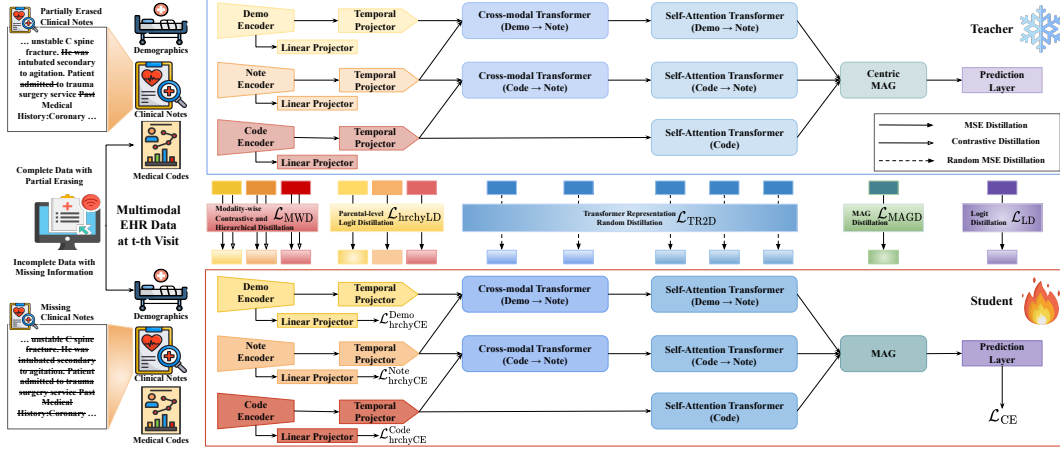 Partially Erased
Clinical Notes
... unstable C spine
fracture. He was
intubated secondary
to agitation. Patient
admitted to trauma
surgery service Past
Medical
History:Coronary ...
Demographics
Clinical Notes
Medical Codes
Complete Data with
Partial Erasing
Multimodal
EHR Data
at t-th Visit
Incomplete Data with
Missing Information
Missing
Clinical Notes
... unstable C spine
fracture. He was
intubated secondary
to agitation. Patient
admitted to trauma
surgery service Past
Medical
History:Coronary ...
Demographics
Clinical Notes
Medical Codes
Teacher
Demo
Encoder
Linear Projector
Temporal
Projector
Cross-modal Transformer
(Demo → Note)
Self-Attention Transformer
(Demo → Note)
Note
Encoder
Linear Projector
Temporal
Projector
Cross-modal Transformer
(Code → Note)
Self-Attention Transformer
(Code → Note)
Centric
MAG
Prediction
Layer
Code
Encoder
Linear Projector
Temporal
Projector
Self-Attention Transformer
(Code)
MSE Distillation
Contrastive Distillation
Random MSE Distillation
Modality-wise
Contrastive and
Hierarchical Distillation
ℒMWD
Parental-level
Logit Distillation
ℒhrchyLD
Transformer Representation
Random Distillation
ℒTR2D
MAG
Distillation
ℒMAGD
Logit
Distillation
ℒLD
Student
Demo
Encoder
Linear Projector
ℒDemo hrchyCE
Temporal
Projector
Cross-modal Transformer
(Demo → Note)
Self-Attention Transformer
(Demo → Note)
Note
Encoder
Linear Projector
ℒNote hrchyCE
Temporal
Projector
Cross-modal Transformer
(Code → Note)
Self-Attention Transformer
(Code → Note)
MAG
Prediction
Layer
ℒCE
Code
Encoder
Linear Projector
ℒCode hrchyCE
Temporal
Projector
Self-Attention Transformer
(Code)